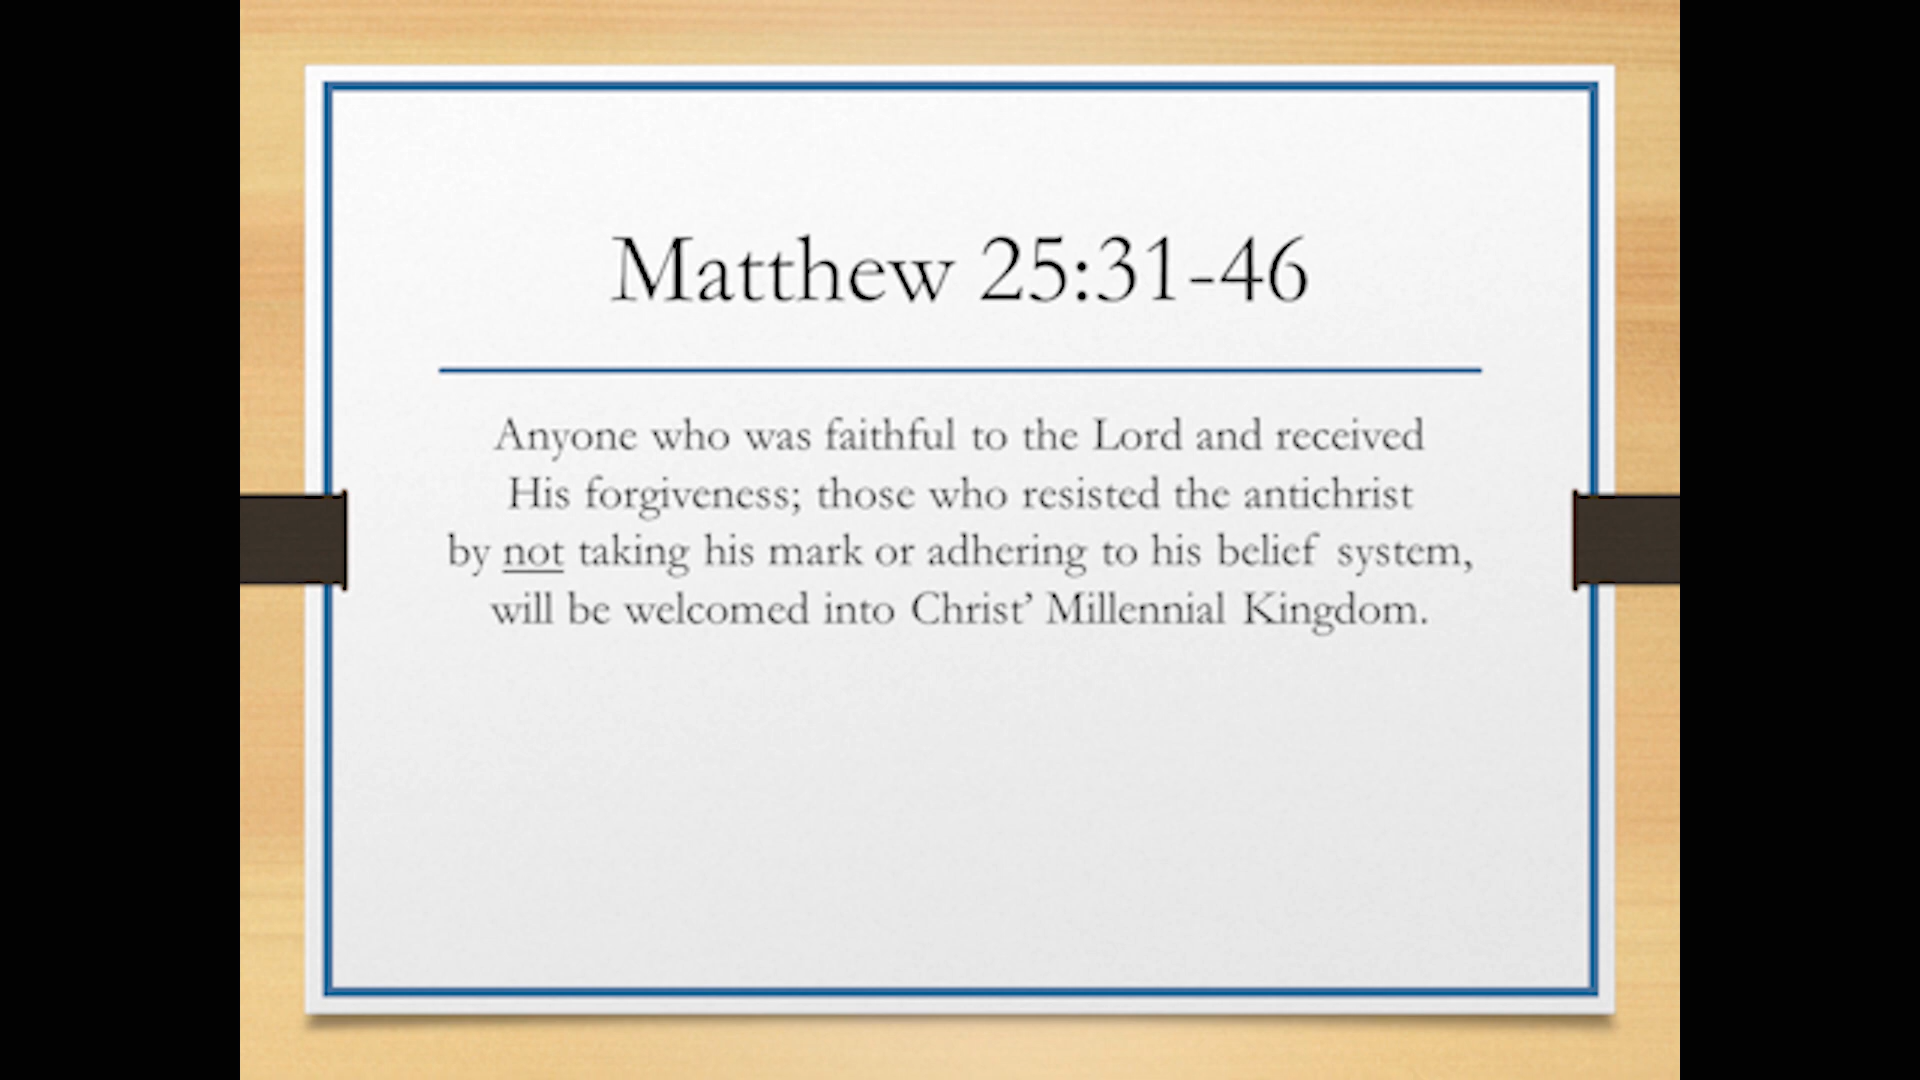 Matthew 25:31-46
Anyone who was faithful to the Lord and received
His forgiveness; those who resisted the antichrist
by not taking his mark or adhering to his belief system,
will be welcomed into Christ’ Millennial Kingdom.